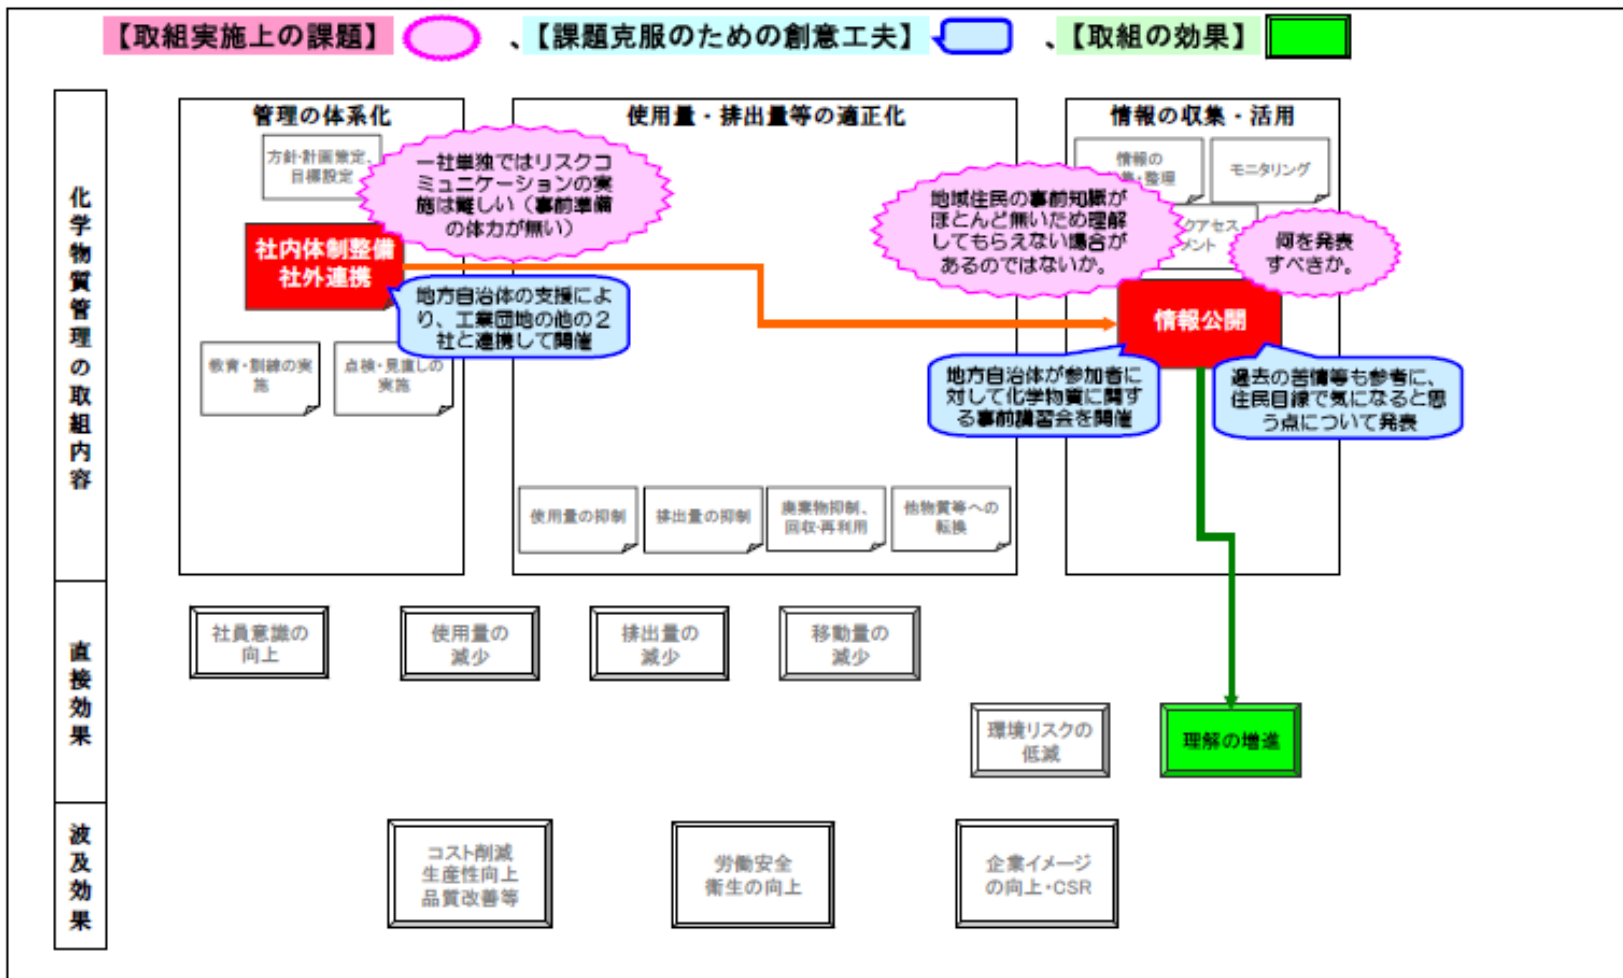 【取組実施上の課題】 、【課題克服のための創意工夫】 、【取組の効果】
化学物質管理の取組内容
管理の体系化
方針・計画策定、
目標設定
一社単独ではリスクコ
ミュニケーションの実
施は難しい（事前準備
の体力が無い）
社内体制整備
社外連携
地方自治体の支援によ
り、工業団地の他の２
社と連携して開催
教育・訓練の実
施
点検・見直しの
実施
使用量・排出量等の適正化
使用量の抑制
排出量の抑制
廃棄物抑制、
回収・再利用
他物質等への
転換
情報の収集・活用
情報の
・整理
モニタリング
クアセス
メント
地域住民の事前知識が
ほとんど無いため理解
してもらえない場合が
あるのではないか。
何を発表
すべきか。
情報公開
地方自治体が参加者に
対して化学物質に関す
る事前講習会を開催
過去の苦情等も参考に、
住民目線で気になると思
う点について発表
直接効果
社員意識の
向上
使用量の
減少
排出量の
減少
移動量の
減少
環境リスクの
低減
理解の増進
波及効果
コスト削減
生産性向上
品質改善等
労働安全
衛生の向上
企業イメージ
の向上・CSR